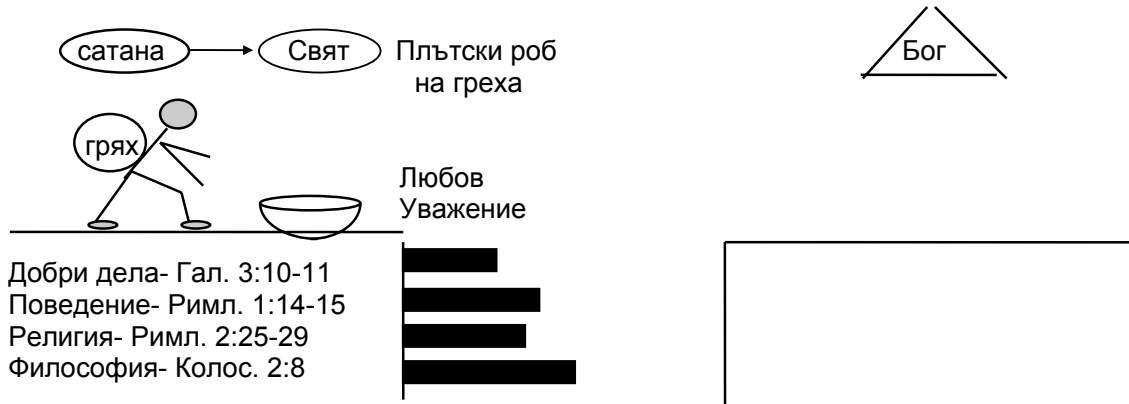 сатана
Свят
Плътски роб
на греха
Бог
грях
Любов
Уважение
Добри дела- Гал. 3:10-11
Поведение- Римл. 1:14-15
Религия- Римл. 2:25-29
Философия- Колос. 2:8